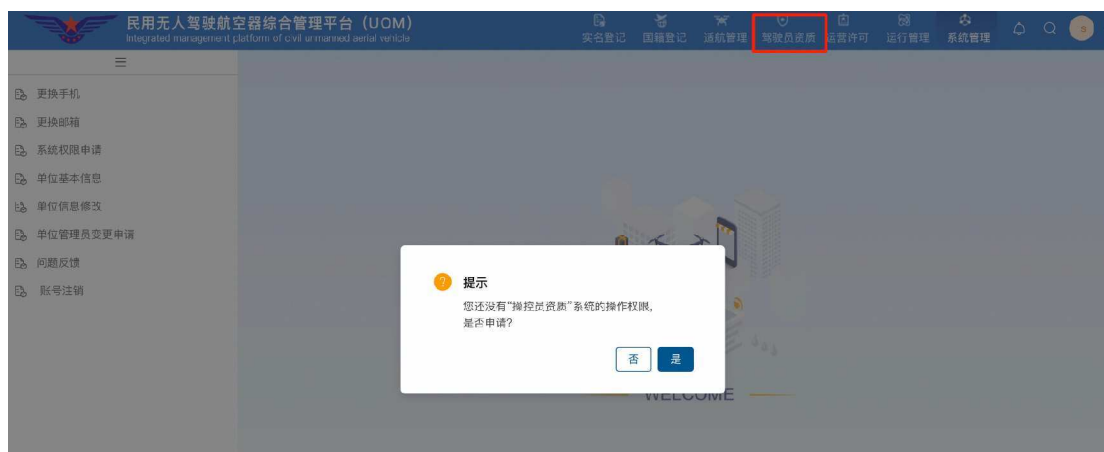 民用无人驾驶航空器综合管理平台（UOM）
Integrated management platform of civil unmanned aerial vehicle
实名登记 国籍登记 适航管理 驾驶员资质 运营许可 运行管理 系统管理
更换手机
更换邮箱
系统权限申请
单位基本信息
单位信息修改
单位管理员变更申请
问题反馈
账号注销
提示
您还没有“操控员资质”系统的操作权限，
是否申请？
否 是
WELCOME